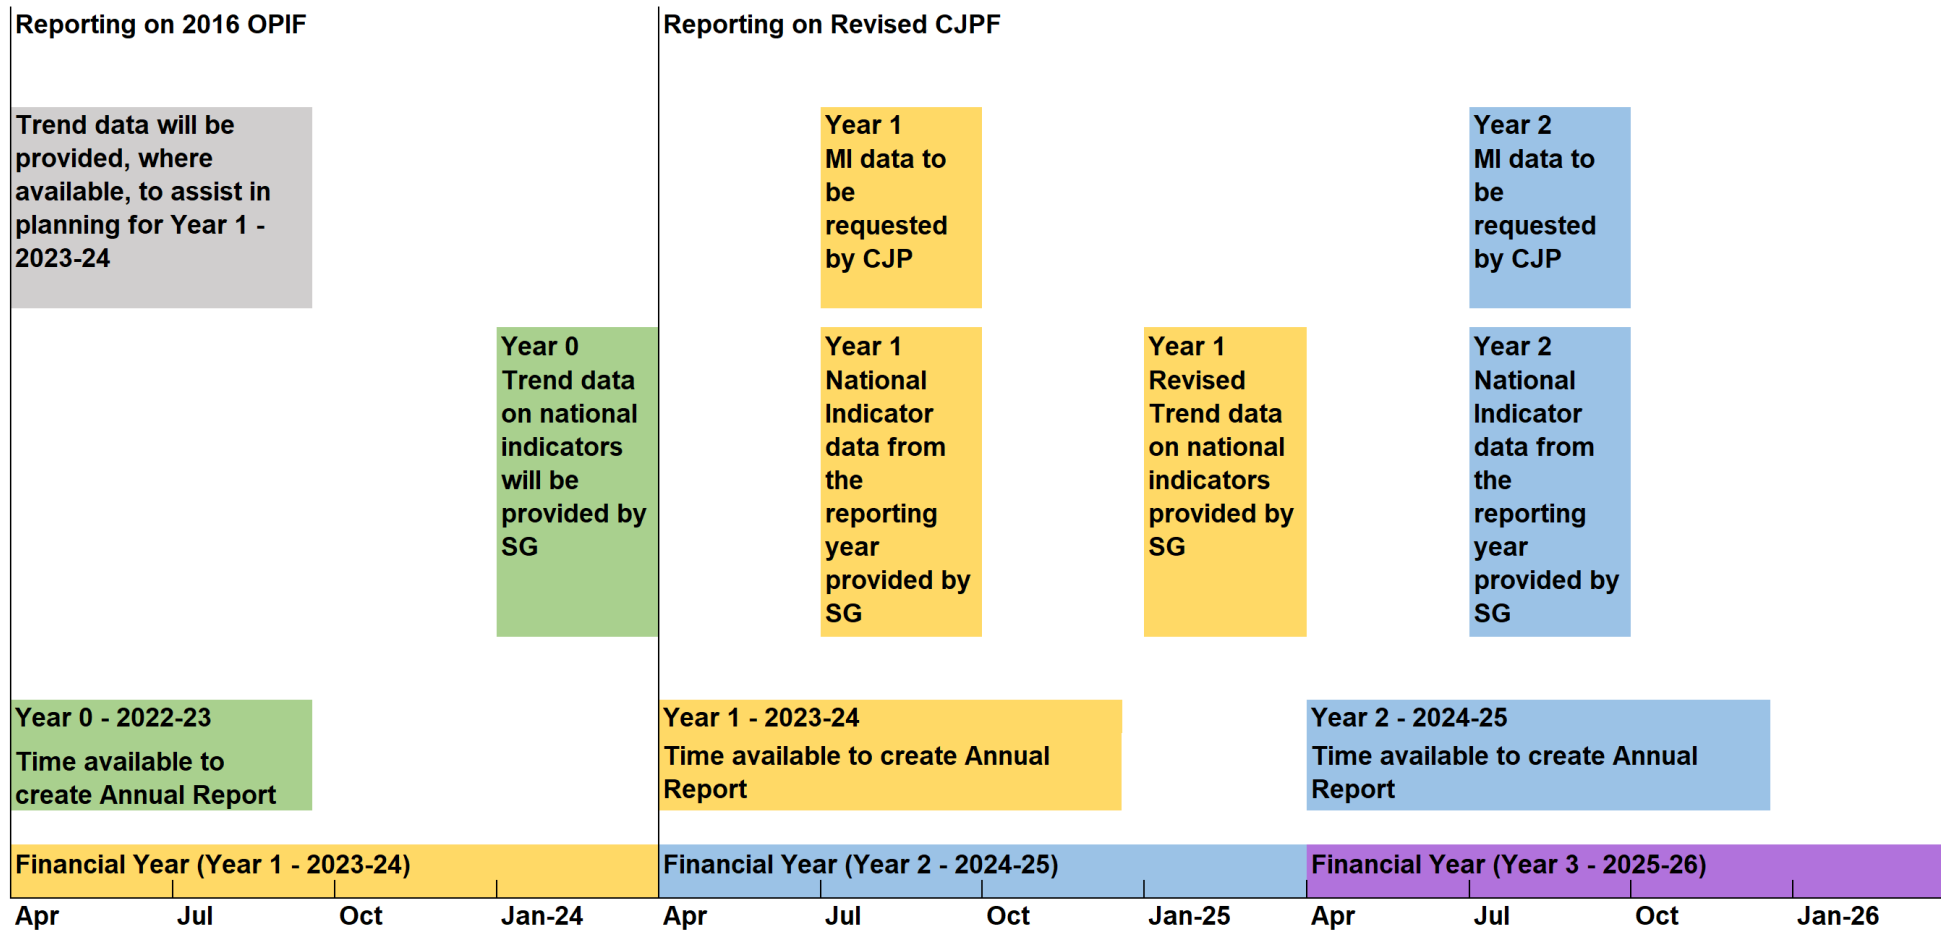 Reporting on 2016 OPIF
Reporting on Revised CJPF
Trend data will be
provided, where
available, to assist in
planning for Year 1 -
2023-24
Year 1
MI data to
be
requested
by CJP
Year 2
MI data to
be
requested
by CJP
Year 0
Trend data
on national
indicators
will be
provided by
SG
Year 1
National
Indicator
data from
the
reporting
year
provided by
SG
Year 1
Revised
Trend data
on national
indicators
provided by
SG
Year 2
National
Indicator
data from
the
reporting
year
provided by
SG
Year 0 - 2022-23
Time available to
create Annual Report
Year 1 - 2023-24
Time available to create Annual
Report
Year 2 - 2024-25
Time available to create Annual
Report
Financial Year (Year 1 - 2023-24)
Financial Year (Year 2 - 2024-25)
Financial Year (Year 3 - 2025-26)
Apr
Jul
Oct
Jan-24
Apr
Jul
Oct
Jan-25
Apr
Jul
Oct
Jan-26